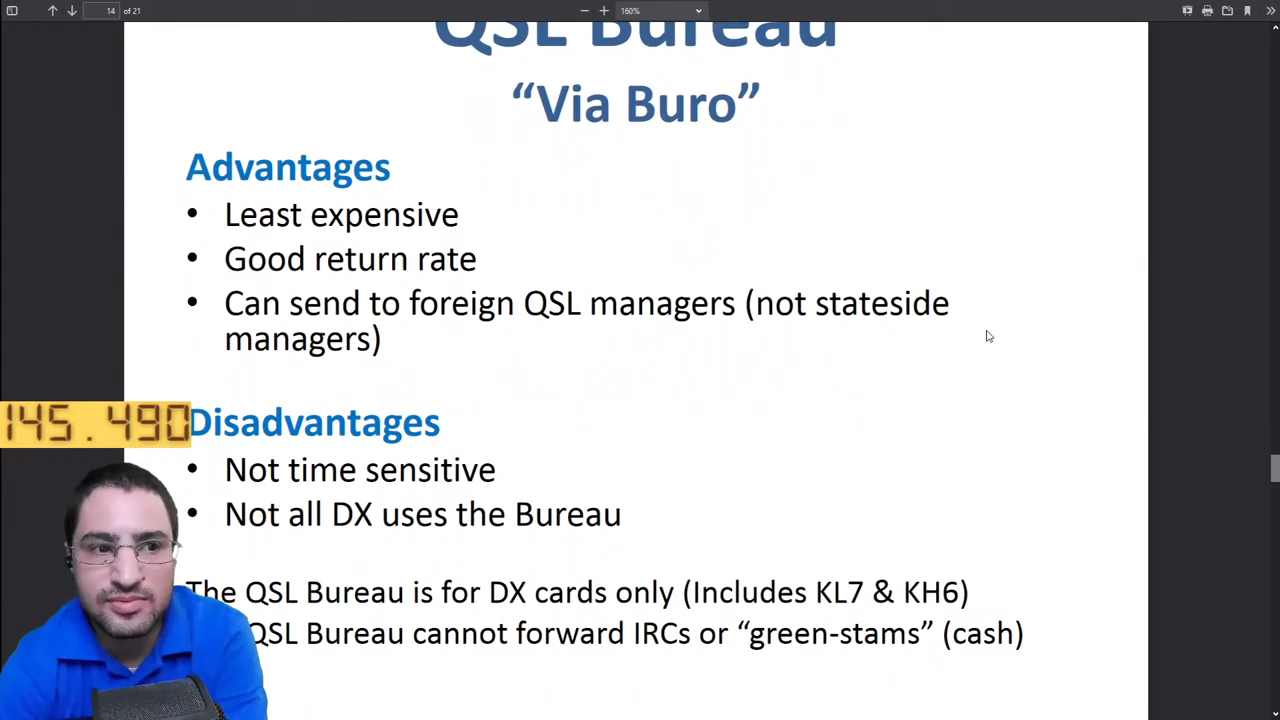 14 of 21
160%
QSL Bureau
“Via Buro”
Advantages
• Least expensive
• Good return rate
• Can send to foreign QSL managers (not stateside
managers)
145.490
Disadvantages
• Not time sensitive
• Not all DX uses the Bureau
The QSL Bureau is for DX cards only (Includes KL7 & KH6)
QSL Bureau cannot forward IRCs or “green-stams” (cash)